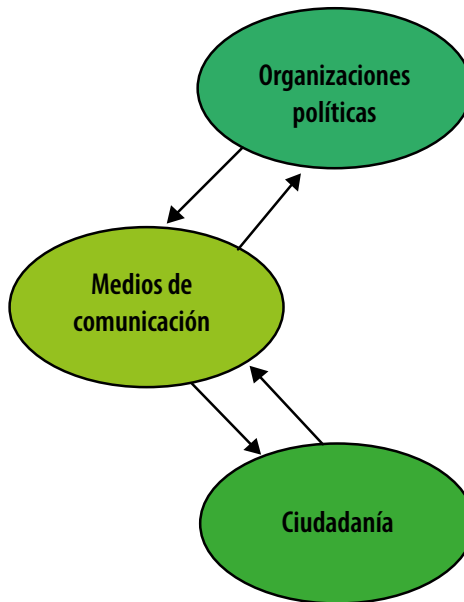 Organizaciones
políticas
Medios de
comunicación
Ciudadanía